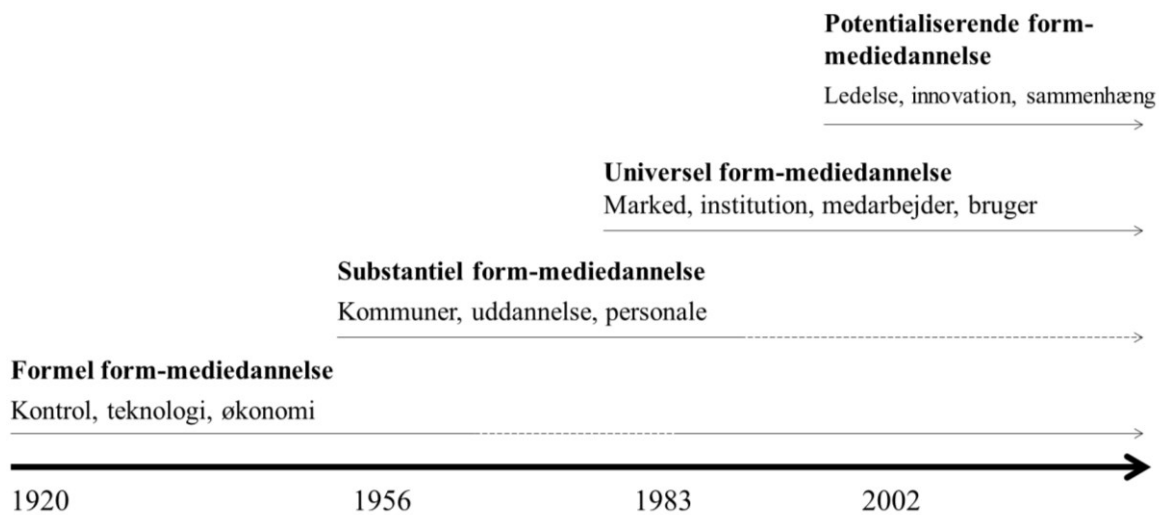 Potentialiserende form-
mediedannelse
Ledelse, innovation, sammenhæng
Universel form-mediedannelse
Marked, institution, medarbejder, bruger
Substantiel form-mediedannelse
Kommuner, uddannelse, personale
Formel form-mediedannelse
Kontrol, teknologi, økonomi
1920 1956 1983 2002